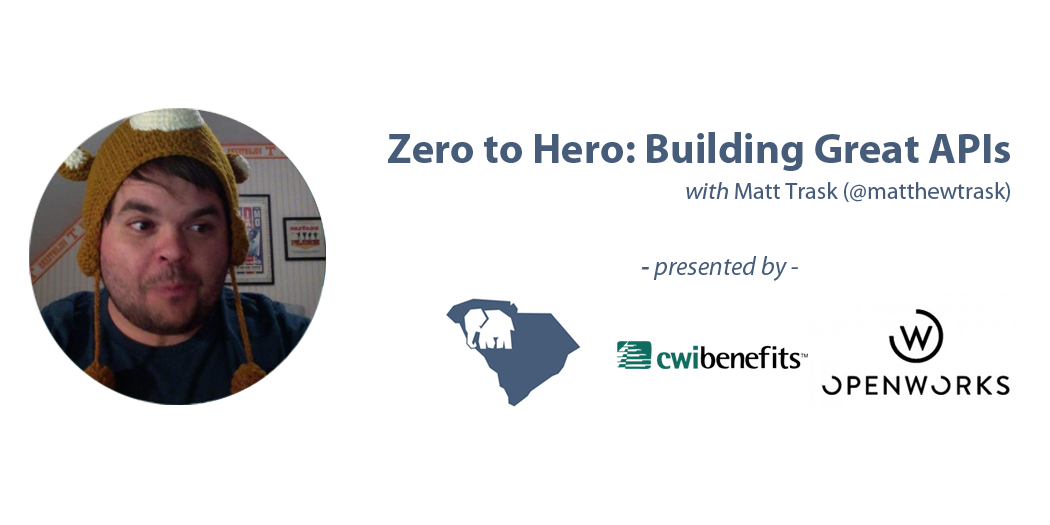 Zero to Hero: Building Great APIs
with Matt Trask (@matthewtrask)
- presented by -
cwibenefits™
W
OPENWORKS